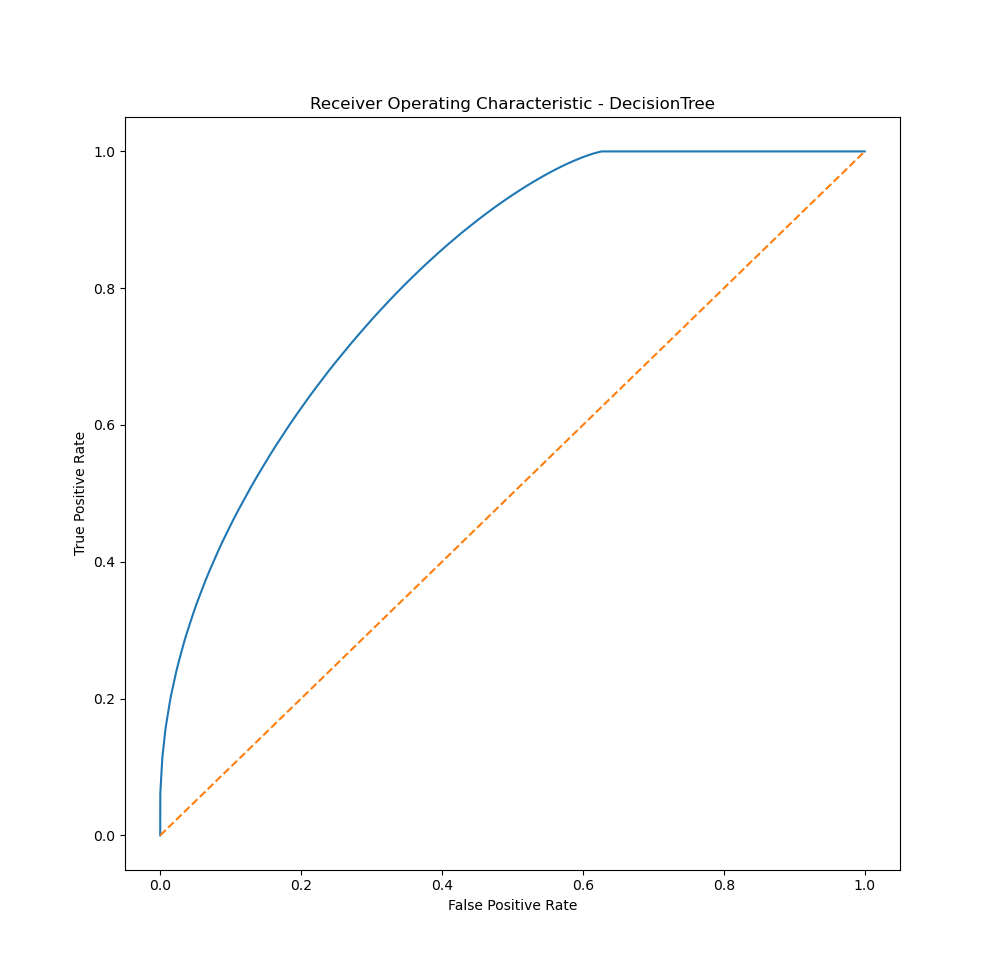 Receiver Operating Characteristic - DecisionTree
1.0
0.8
0.6
0.4
0.2
0.0
True Positive Rate
0.0 0.2 0.4 0.6 0.8 1.0
False Positive Rate